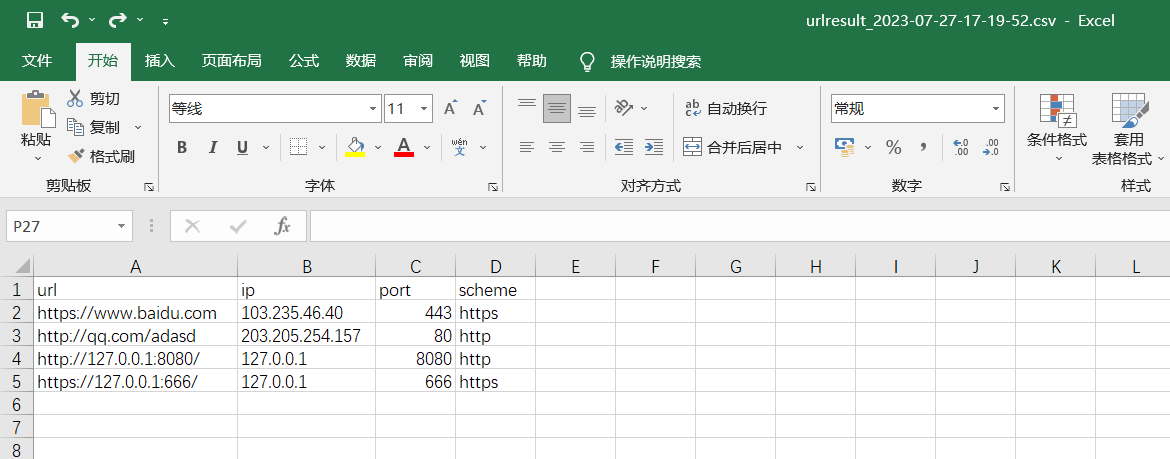 urlresult_2023-07-27-17-19-52.csv - Excel
文件 开始 插入 页面布局 公式 数据 审阅 视图 帮助 操作说明搜索
粘贴 剪切
复制
格式刷
剪贴板
等线 11
B I U A wén 文
字体
ab c 自动换行
合并后居中
对齐方式
常规
% , .00 .0
数字
条件格式 套用表格格式
样式
P27 fx
A B C D E F G H I J K L
1 url ip port scheme
2 https://www.baidu.com 103.235.46.40 443 https
3 http://qq.com/adasd 203.205.254.157 80 http
4 http://127.0.0.1:8080/ 127.0.0.1 8080 http
5 https://127.0.0.1:666/ 127.0.0.1 666 https
6
7
8